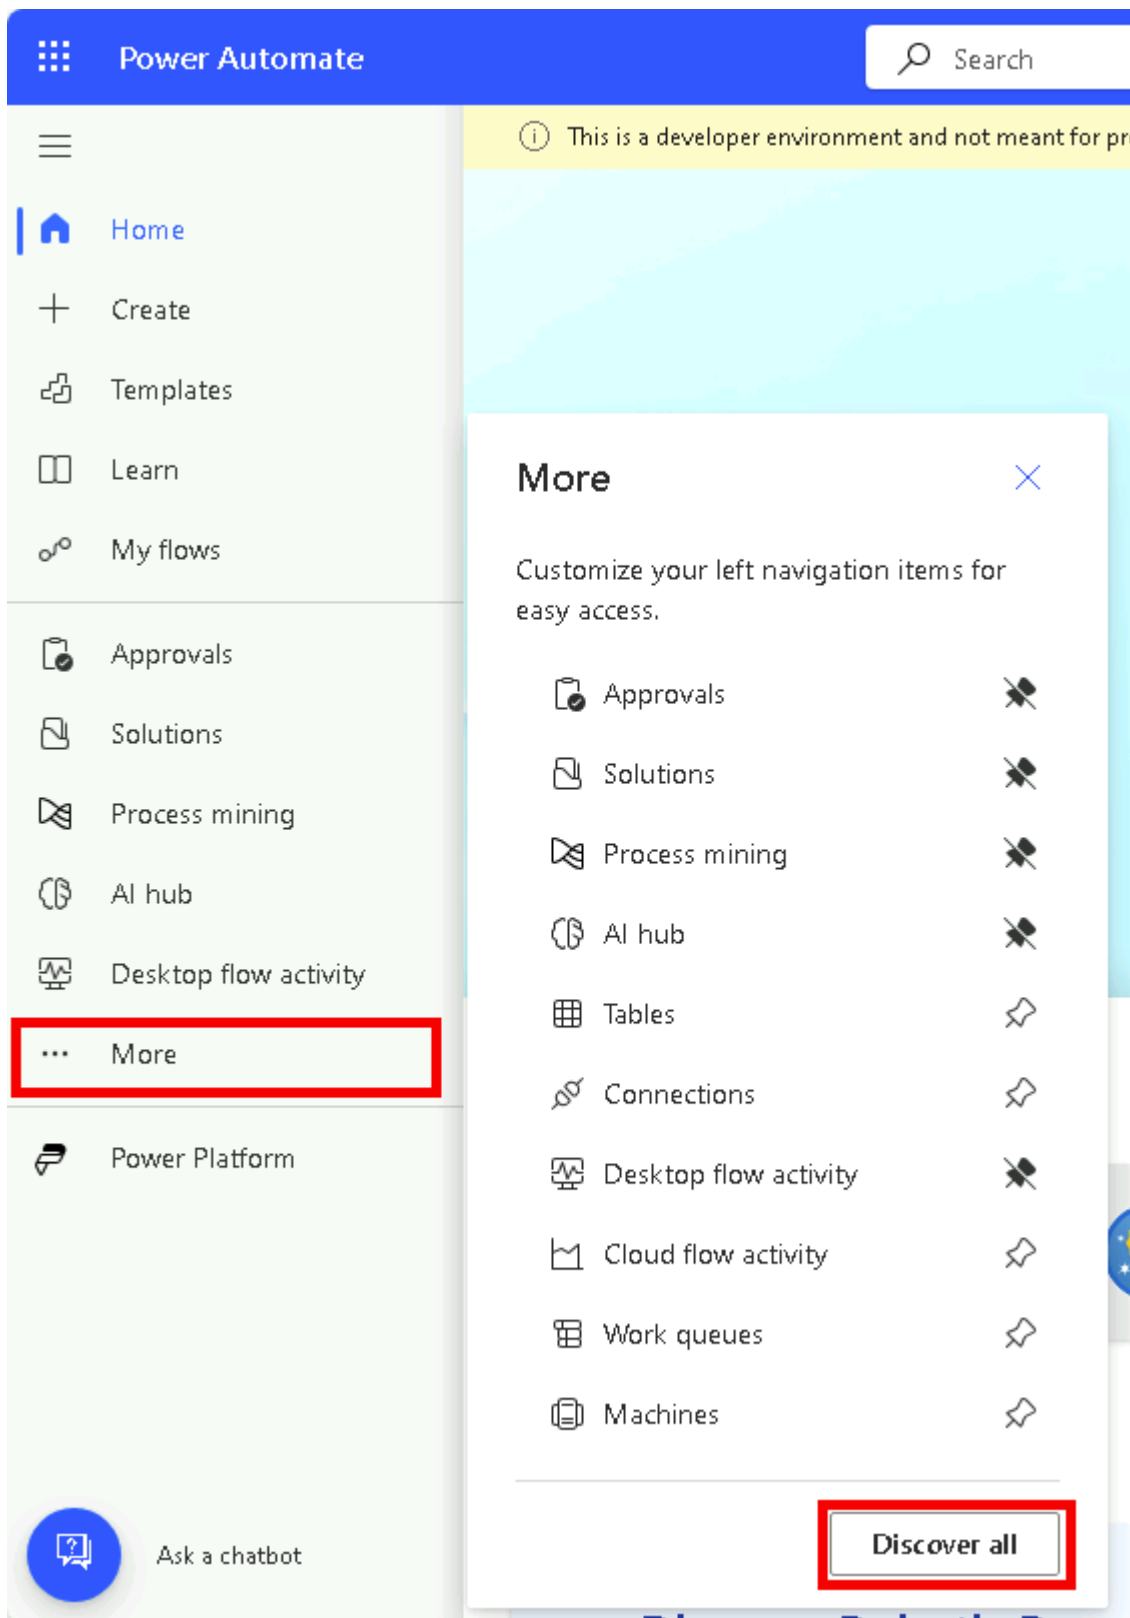 Power Automate
Search
This is a developer environment and not meant for
Home
Create
Templates
Learn
My flows
Approvals
Solutions
Process mining
AI hub
Desktop flow activity
More
Power Platform
Ask a chatbot
More
Customize your left navigation items for
easy access.
Approvals
Solutions
Process mining
AI hub
Tables
Connections
Desktop flow activity
Cloud flow activity
Work queues
Machines
Discover all